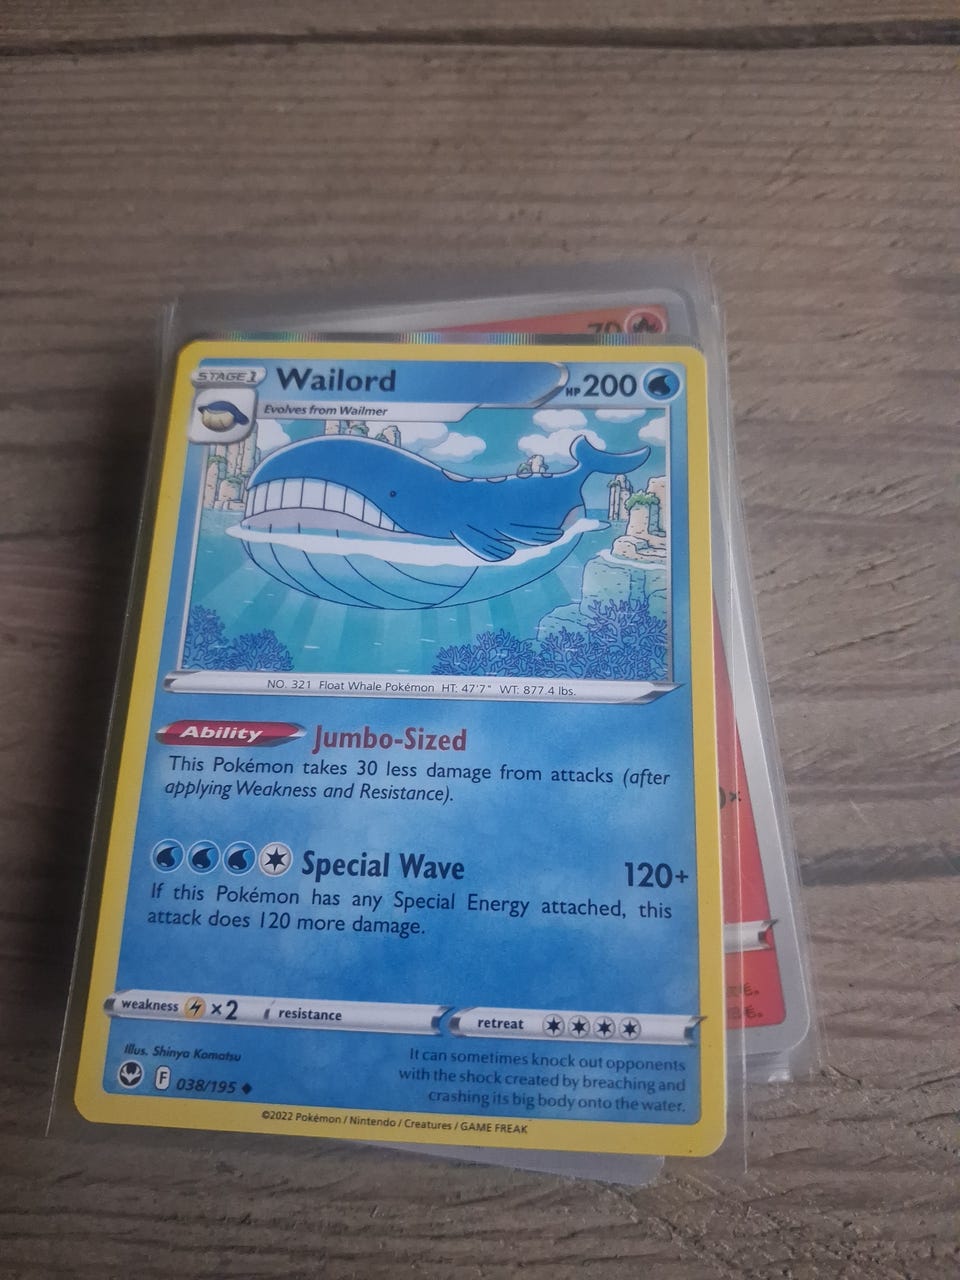 70
STAGE 1 Wailord HP 200
Evolves from Wailmer
NO. 321 Float Whale Pokémon HT: 47'7" WT: 877.4 lbs.
Ability Jumbo-Sized
This Pokémon takes 30 less damage from attacks (after
applying Weakness and Resistance).
Special Wave 120+
If this Pokémon has any Special Energy attached, this
attack does 120 more damage.
weakness ×2 resistance retreat
Illus. Shinya Komatsu
F 038/195
It can sometimes knock out opponents
with the shock created by breaching and
crashing its big body onto the water.
©2022 Pokémon / Nintendo / Creatures / GAME FREAK